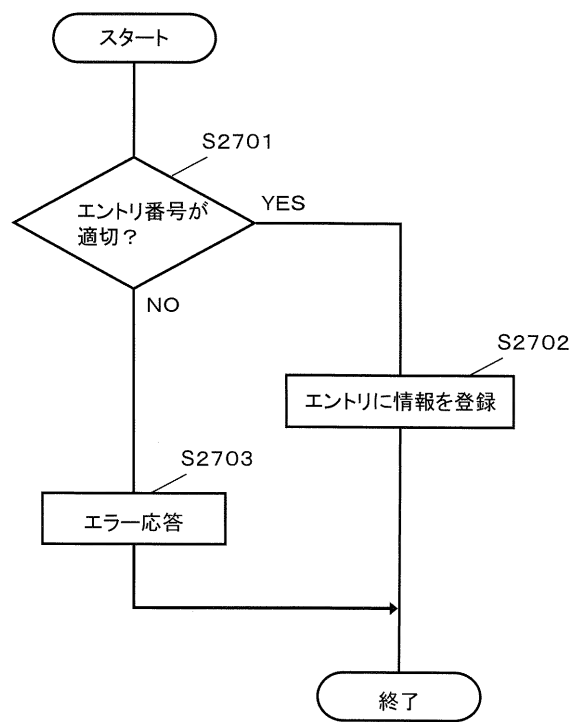 スタート
S2701
エントリ番号が
適切?
YES
NO
S2702
エントリに情報を登録
S2703
エラー応答
終了